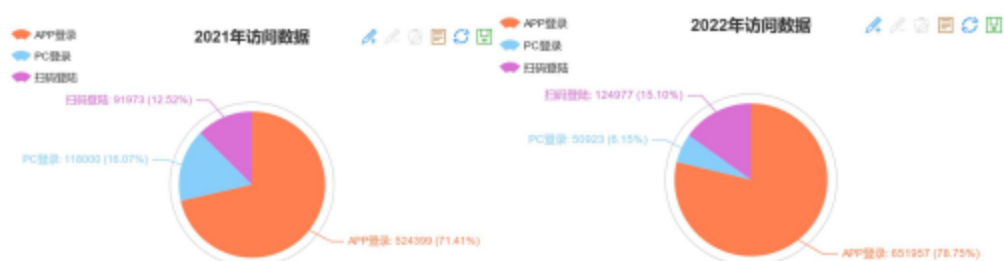 APP登录
PC登录
扫码登陆
2021年访问数据
扫码登陆: 91973 (12.52%)
PC登录: 118000 (16.07%)
APP登录: 524399 (71.41%)
APP登录
PC登录
扫码登陆
2022年访问数据
扫码登陆: 124977 (15.10%)
PC登录: 50923 (6.15%)
APP登录: 651957 (78.75%)